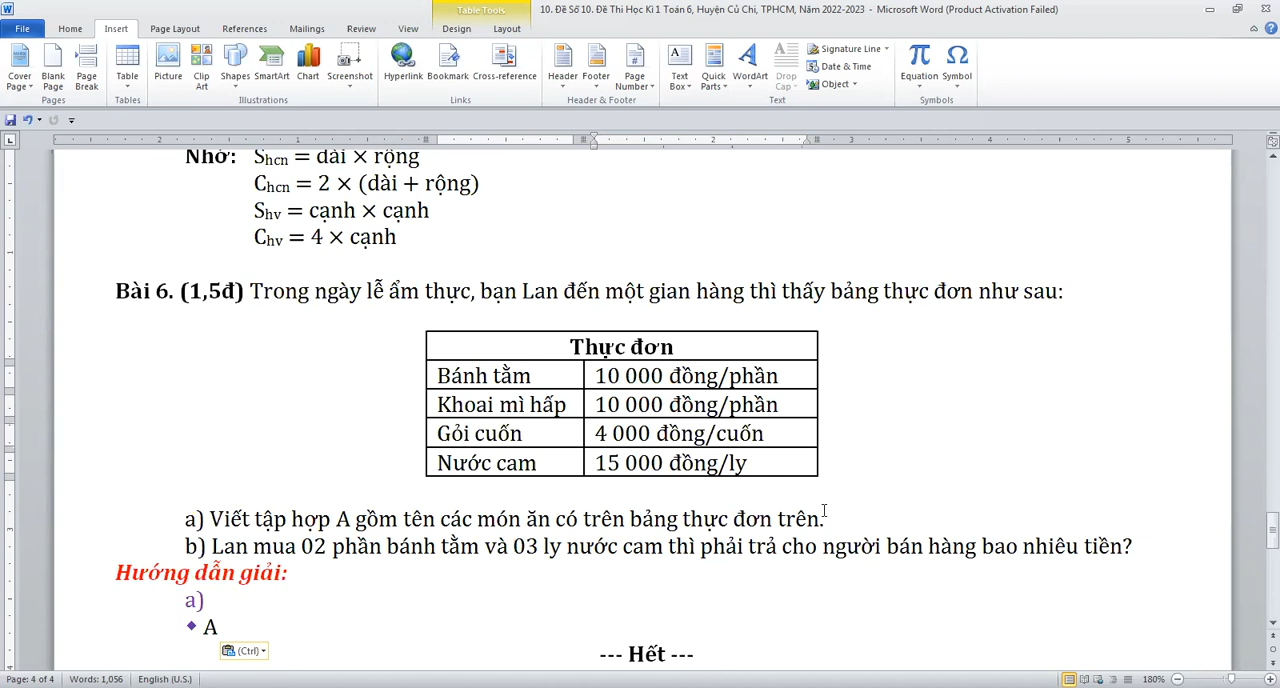 Table Tools
10. Đề Số 10. Đề Thi Học Kì 1 Toán 6, Huyện Củ Chi, TPHCM, Năm 2022-2023 - Microsoft Word (Product Activation Failed)
File Home Insert Page Layout References Mailings Review View Design Layout
Cover Page Blank Page Page Break Table Picture Clip Art Shapes SmartArt Chart Screenshot Hyperlink Bookmark Cross-reference Header Footer Page Number Text Box Quick Parts WordArt Drop Cap Signature Line Date & Time Object Equation Symbol
Pages Tables Illustrations Links Header & Footer Text Symbols
2 1 1 2 3 4 5
Nhớ: Shcn = dài × rộng
Chcn = 2 × (dài + rộng)
Shv = cạnh × cạnh
Chv = 4 × cạnh
Bài 6. (1,5đ) Trong ngày lễ ẩm thực, bạn Lan đến một gian hàng thì thấy bảng thực đơn như sau:
Thực đơn
Bánh tằm 10 000 đồng/phần
Khoai mì hấp 10 000 đồng/phần
Gỏi cuốn 4 000 đồng/cuốn
Nước cam 15 000 đồng/ly
a) Viết tập hợp A gồm tên các món ăn có trên bảng thực đơn trên.
b) Lan mua 02 phần bánh tằm và 03 ly nước cam thì phải trả cho người bán hàng bao nhiêu tiền?
Hướng dẫn giải:
a)
❖ A
(Ctrl)
--- Hết ---
Page: 4 of 4 Words: 1,056 English (U.S.) 180%